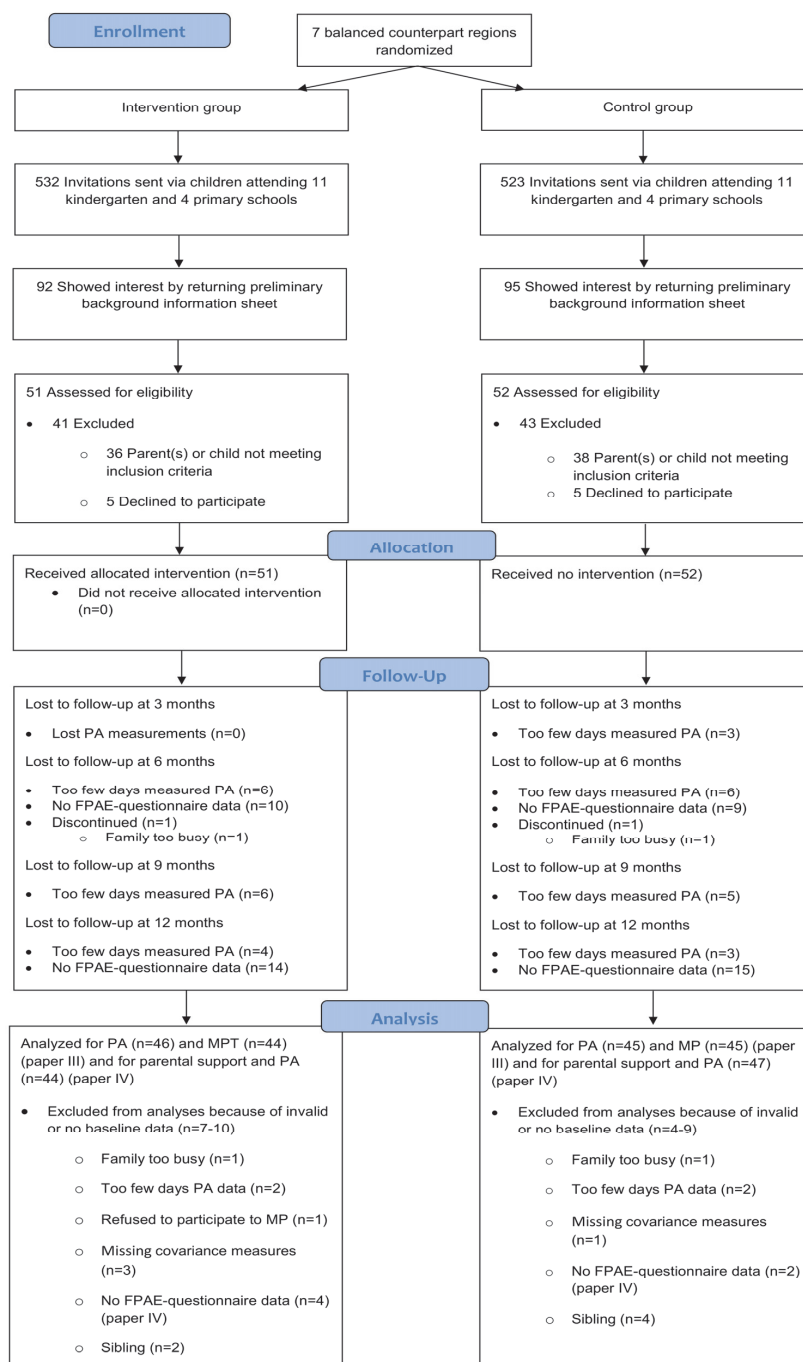 Enrollment
7 balanced counterpart regions
randomized
Intervention group
Control group
532 Invitations sent via children attending 11
kindergarten and 4 primary schools
523 Invitations sent via children attending 11
kindergarten and 4 primary schools
92 Showed interest by returning preliminary
background information sheet
95 Showed interest by returning preliminary
background information sheet
51 Assessed for eligibility
• 41 Excluded
○ 36 Parent(s) or child not meeting
inclusion criteria
○ 5 Declined to participate
52 Assessed for eligibility
• 43 Excluded
○ 38 Parent(s) or child not meeting
inclusion criteria
○ 5 Declined to participate
Allocation
Received allocated intervention (n=51)
• Did not receive allocated intervention
(n=0)
Received no intervention (n=52)
Follow-Up
Lost to follow-up at 3 months
• Lost PA measurements (n=0)
Lost to follow-up at 6 months
• Too few days measured PA (n=6)
• No FPAE-questionnaire data (n=10)
• Discontinued (n=1)
○ Family too busy (n=1)
Lost to follow-up at 9 months
• Too few days measured PA (n=6)
Lost to follow-up at 12 months
• Too few days measured PA (n=4)
• No FPAE-questionnaire data (n=14)
Lost to follow-up at 3 months
• Too few days measured PA (n=3)
Lost to follow-up at 6 months
• Too few days measured PA (n=6)
• No FPAE-questionnaire data (n=9)
• Discontinued (n=1)
○ Family too busy (n=1)
Lost to follow-up at 9 months
• Too few days measured PA (n=5)
Lost to follow-up at 12 months
• Too few days measured PA (n=3)
• No FPAE-questionnaire data (n=15)
Analysis
Analyzed for PA (n=46) and MPT (n=44)
(paper III) and for parental support and PA
(n=44) (paper IV)
• Excluded from analyses because of invalid
or no baseline data (n=7-10)
○ Family too busy (n=1)
○ Too few days PA data (n=2)
○ Refused to participate to MP (n=1)
○ Missing covariance measures
(n=3)
○ No FPAE-questionnaire data (n=4)
(paper IV)
○ Sibling (n=2)
Analyzed for PA (n=45) and MP (n=45) (paper
III) and for parental support and PA (n=47)
(paper IV)
• Excluded from analyses because of invalid
or no baseline data (n=4-9)
○ Family too busy (n=1)
○ Too few days PA data (n=2)
○ Missing covariance measures
(n=1)
○ No FPAE-questionnaire data (n=2)
(paper IV)
○ Sibling (n=4)